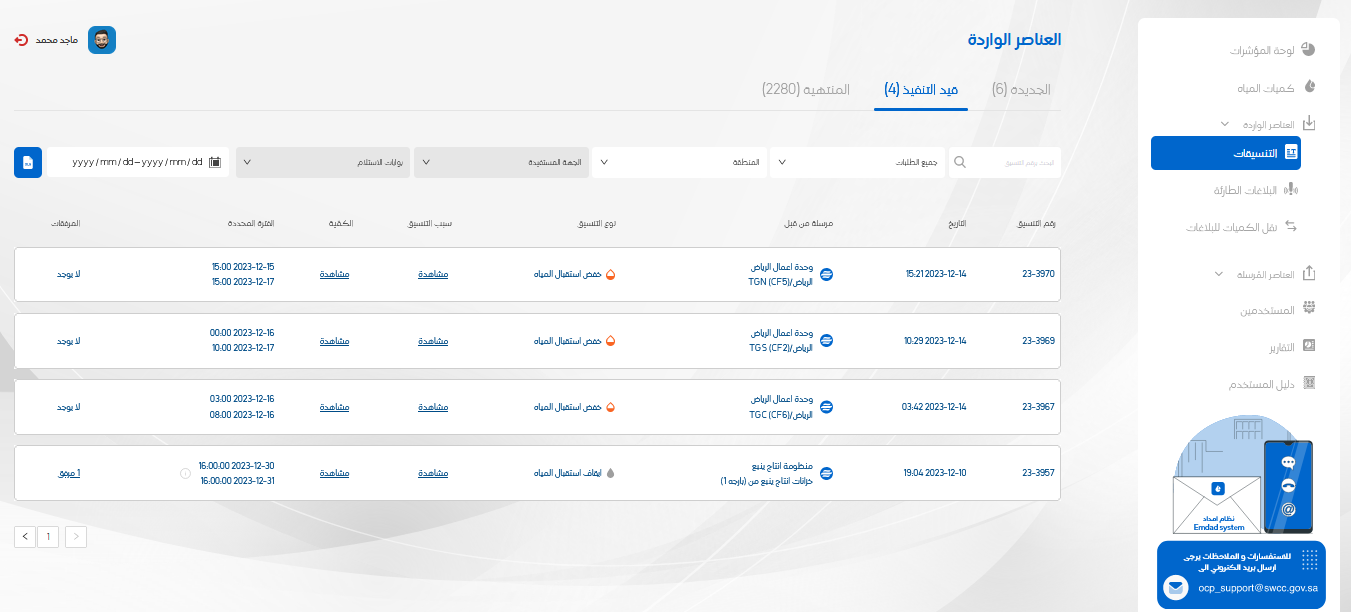 ماجد محمد
العناصر الواردة
الجديدة (6)
قيد التنفيذ (4)
المنتهية (2280)
البحث برقم التنسيق
جميع الطلبات
المنطقة
الجهة المستفيدة
بوابات الاستلام
yyyy / mm / dd – yyyy / mm / dd
رقم التنسيق
التاريخ
مرسلة من قبل
نوع التنسيق
سبب التنسيق
الكمية
الفترة المحددة
المرفقات
23-3970
2023-12-14 15:21
وحدة اعمال الرياض
الرياض/TGN (CF5)
خفض استقبال المياه
مشاهدة
مشاهدة
2023-12-15 15:00
2023-12-17 15:00
لا يوجد
23-3969
2023-12-14 10:29
وحدة اعمال الرياض
الرياض/TGS (CF2)
خفض استقبال المياه
مشاهدة
مشاهدة
2023-12-16 00:00
2023-12-17 10:00
لا يوجد
23-3967
2023-12-14 03:42
وحدة اعمال الرياض
الرياض/TGC (CF6)
خفض استقبال المياه
مشاهدة
مشاهدة
2023-12-16 03:00
2023-12-16 08:00
لا يوجد
23-3957
2023-12-10 19:04
منظومة انتاج ينبع
خزانات انتاج ينبع من (بارجه 1)
ايقاف استقبال المياه
مشاهدة
مشاهدة
2023-12-30 16:00:00
2023-12-31 16:00:00
1 مرفق
1
لوحة المؤشرات
كميات المياه
العناصر الواردة
التنسيقات
البلاغات الطارئة
نقل الكميات للبلاغات
العناصر المُرسلة
المستخدمين
التقارير
دليل المستخدم
نظام امداد
Emdad system
للاستفسارات و الملاحظات يرجى
ارسال بريد الكتروني الى
ocp_support@swcc.gov.sa